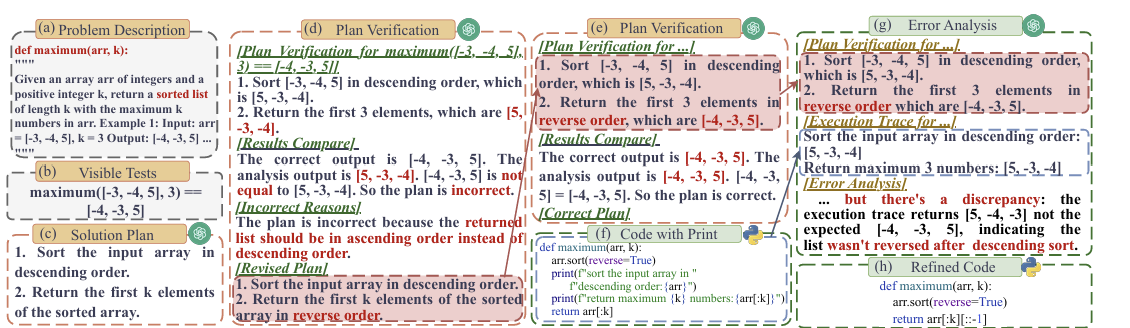 (a) Problem Description
def maximum(arr, k):
"""
Given an array arr of integers and a
positive integer k, return a sorted list
of length k with the maximum k
numbers in arr. Example 1: Input: arr
= [-3, -4, 5], k = 3 Output: [-4, -3, 5] ...
"""
(b) Visible Tests
maximum([-3, -4, 5], 3) ==
[-4, -3, 5]
(c) Solution Plan
1. Sort the input array in
descending order.
2. Return the first k elements
of the sorted array.
(d) Plan Verification
[Plan Verification for maximum([-3, -4, 5],
3) == [-4, -3, 5]]
1. Sort [-3, -4, 5] in descending order, which
is [5, -3, -4].
2. Return the first 3 elements, which are [5,
-3, -4].
[Results Compare]
The correct output is [-4, -3, 5]. The
analysis output is [5, -3, -4]. [-4, -3, 5] is not
equal to [5, -3, -4]. So the plan is incorrect.
[Incorrect Reasons]
The plan is incorrect because the returned
list should be in ascending order instead of
descending order.
[Revised Plan]
1. Sort the input array in descending order.
2. Return the first k elements of the sorted
array in reverse order.
(e) Plan Verification
[Plan Verification for ...]
1. Sort [-3, -4, 5] in descending
order, which is [5, -3, -4].
2. Return the first 3 elements in
reverse order, which are [-4, -3, 5].
[Results Compare]
The correct output is [-4, -3, 5]. The
analysis output is [-4, -3, 5]. [-4, -3,
5] = [-4, -3, 5]. So the plan is correct.
[Correct Plan]
(f) Code with Print
def maximum(arr, k):
arr.sort(reverse=True)
print(f"sort the input array in "
f"descending order:{arr}")
print(f"return maximum {k} numbers:{arr[:k]}")
return arr[:k]
(g) Error Analysis
[Plan Verification for ...]
1. Sort [-3, -4, 5] in descending order,
which is [5, -3, -4].
2. Return the first 3 elements in
reverse order which are [-4, -3, 5].
[Execution Trace for ...]
Sort the input array in descending order:
[5, -3, -4]
Return maximum 3 numbers: [5, -3, -4]
[Error Analysis]
... but there's a discrepancy: the
execution trace returns [5, -4, -3] not the
expected [-4, -3, 5], indicating the
list wasn't reversed after descending sort.
(h) Refined Code
def maximum(arr, k):
arr.sort(reverse=True)
return arr[:k][::-1]